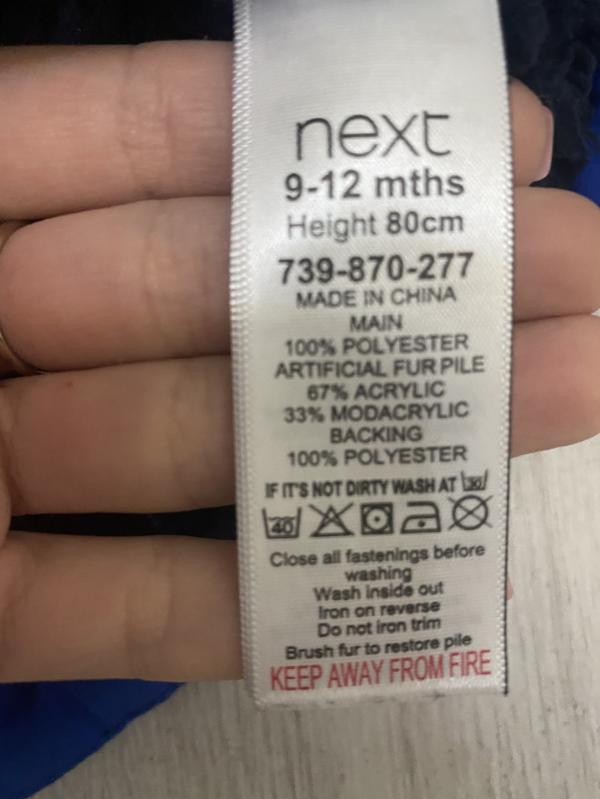 next
9-12 mths
Height 80cm
739-870-277
MADE IN CHINA
MAIN
100% POLYESTER
ARTIFICIAL FUR PILE
67% ACRYLIC
33% MODACRYLIC
BACKING
100% POLYESTER
IF IT'S NOT DIRTY WASH AT 30
40
Close all fastenings before
washing
Wash inside out
Iron on reverse
Do not iron trim
Brush fur to restore pile
KEEP AWAY FROM FIRE